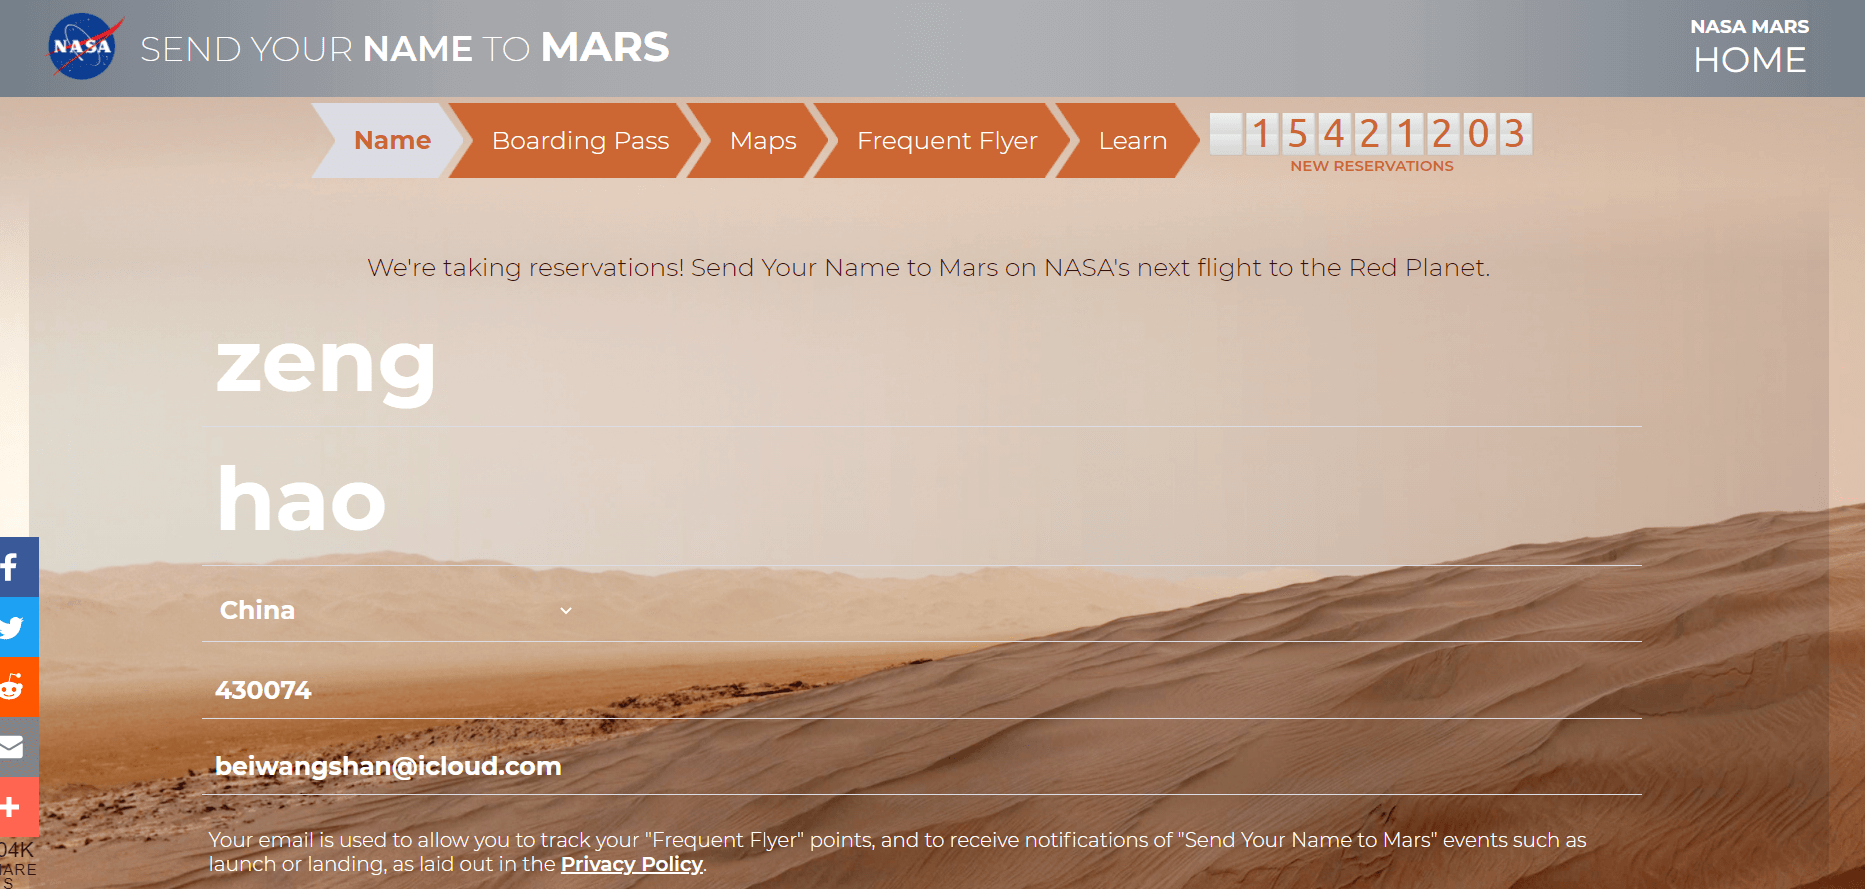 NASA
SEND YOUR NAME TO MARS
NASA MARS
HOME
Name
Boarding Pass
Maps
Frequent Flyer
Learn
15421203
NEW RESERVATIONS
We're taking reservations! Send Your Name to Mars on NASA's next flight to the Red Planet.
zeng
hao
China
430074
beiwangshan@icloud.com
Your email is used to allow you to track your "Frequent Flyer" points, and to receive notifications of "Send Your Name to Mars" events such as
launch or landing, as laid out in the Privacy Policy.